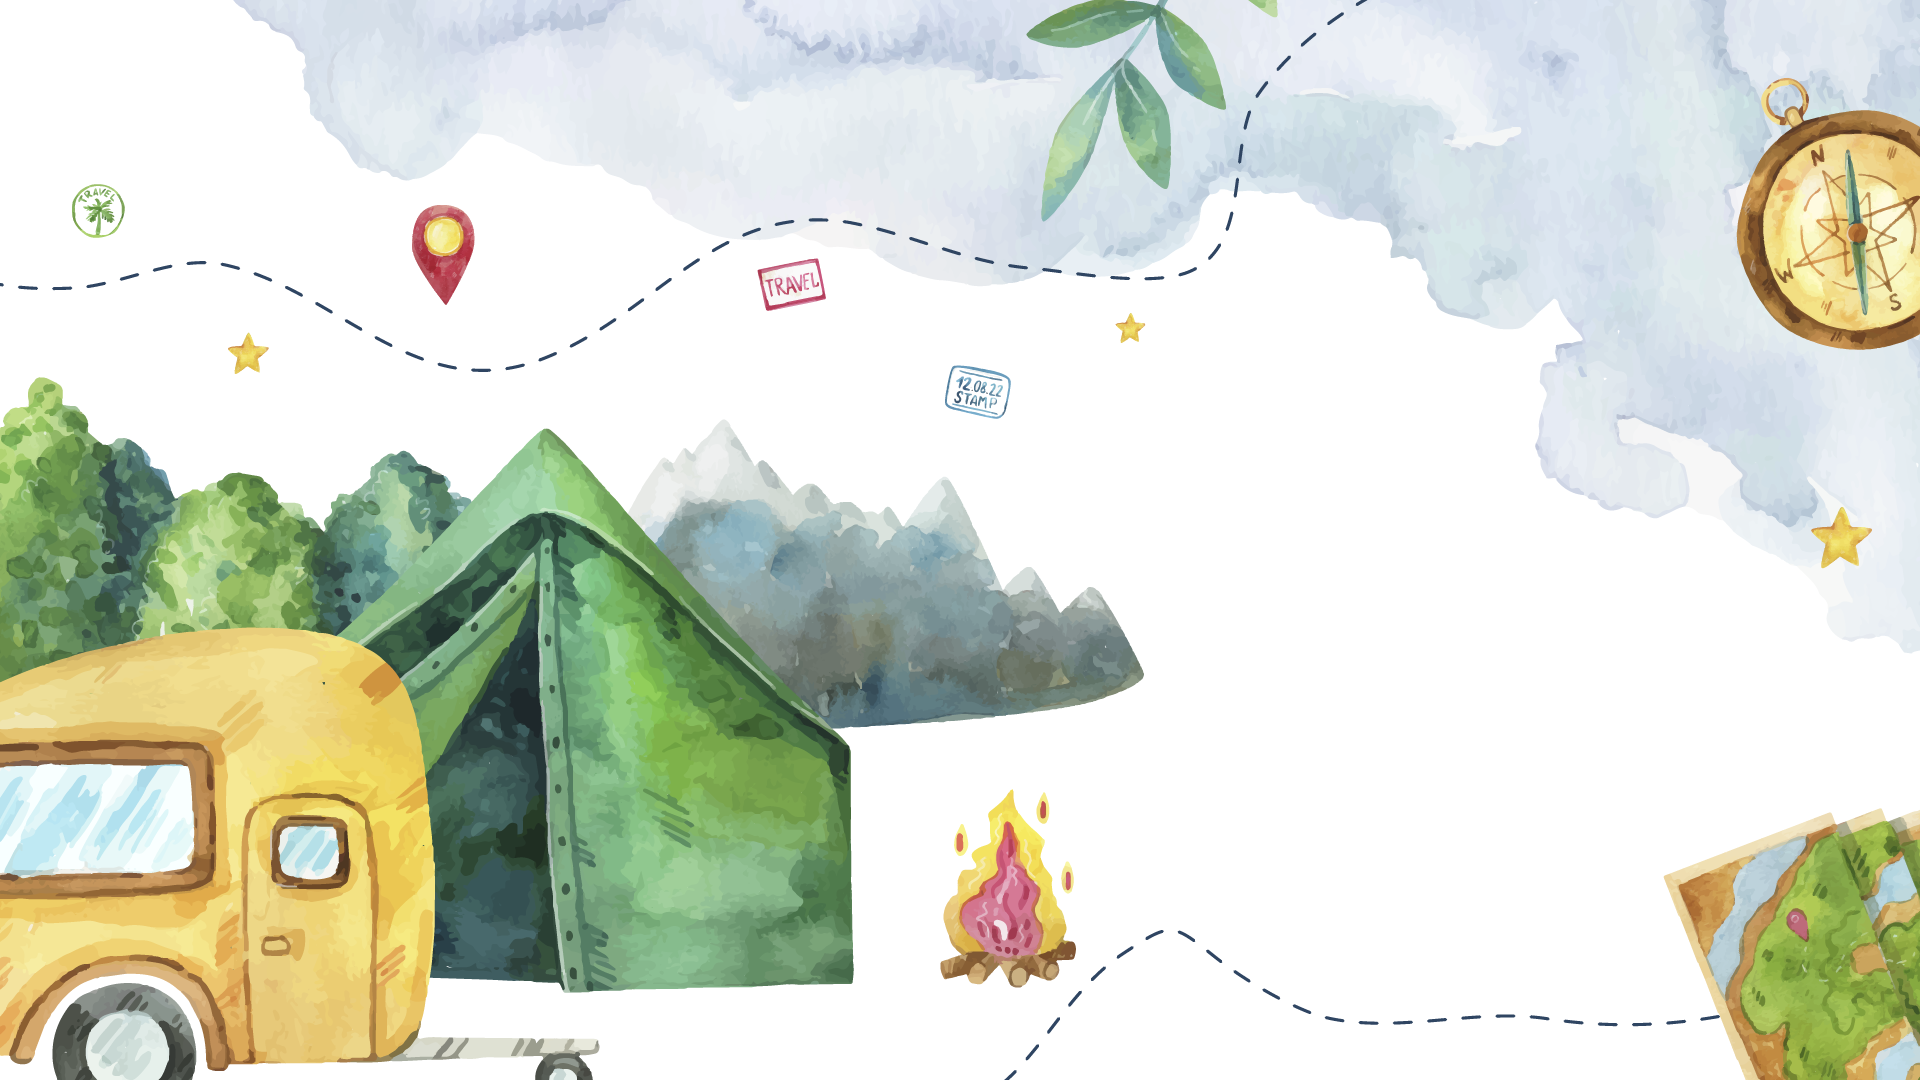 TRAVEL
TRAVEL
12.08.22
STAMP
N
W
S